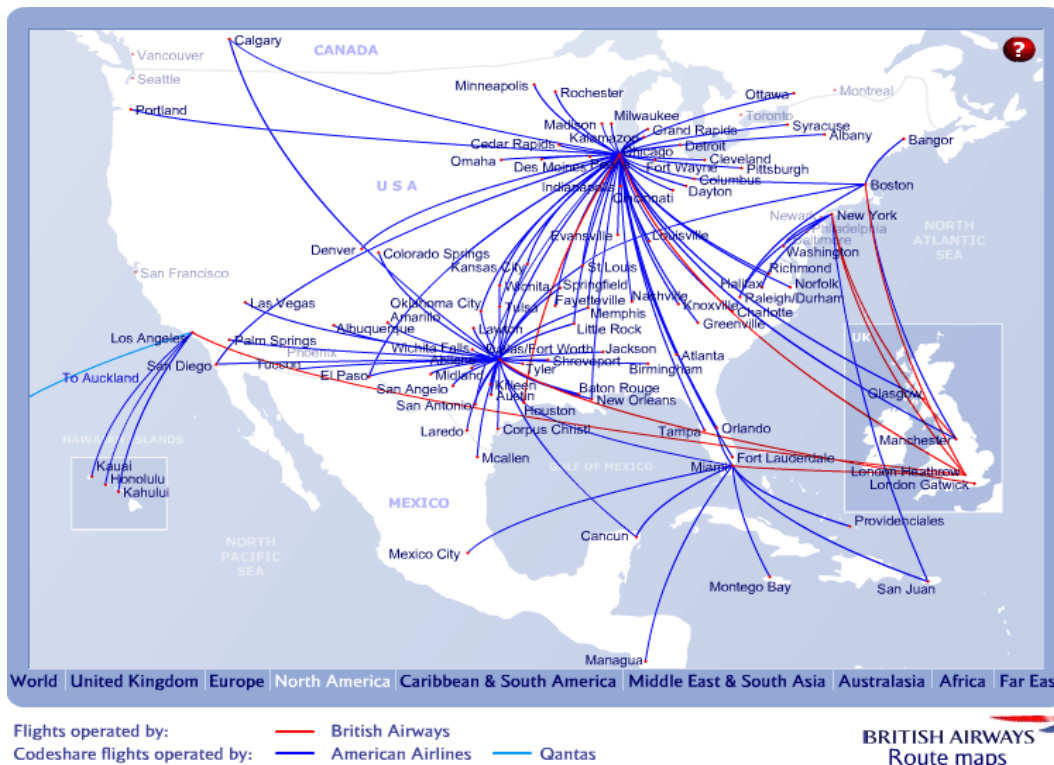 Calgary
CANADA
?
Vancouver
Seattle
Minneapolis
Rochester
Ottawa
Montreal
Portland
Milwaukee
Toronto
Madison
Grand Rapids
Syracuse
Kalamazoo
Albany
Bangor
Cedar Rapids
Detroit
Chicago
Omaha
Cleveland
Des Moines
Peoria
Fort Wayne
Pittsburgh
Columbus
USA
Indianapolis
Dayton
Boston
Cincinnati
Newark
New York
Philadelphia
NORTH
ATLANTIC
SEA
Evansville
Louisville
Baltimore
Denver
Colorado Springs
Washington
Kansas City
St Louis
Richmond
San Francisco
Wichita
Springfield
Halifax
Norfolk
Las Vegas
Oklahoma City
Tulsa
Fayetteville
Nashville
Knoxville
Raleigh/Durham
Amarillo
Memphis
Charlotte
Albuquerque
Lawton
Little Rock
Greenville
Los Angeles
Palm Springs
UK
Phoenix
Wichita Falls
Dallas/Fort Worth
Jackson
Atlanta
San Diego
Tucson
Abilene
Shreveport
To Auckland
El Paso
Midland
Tyler
Birmingham
San Angelo
Killeen
Baton Rouge
Glasgow
Austin
New Orleans
San Antonio
Houston
Laredo
Corpus Christi
Tampa
Orlando
Manchester
HAWAIIAN ISLANDS
Mcallen
GULF OF MEXICO
Fort Lauderdale
Kauai
Miami
London Heathrow
Honolulu
London Gatwick
Kahului
MEXICO
Providenciales
NORTH
PACIFIC
SEA
Mexico City
Cancun
Montego Bay
San Juan
Managua
World United Kingdom Europe North America Caribbean & South America Middle East & South Asia Australasia Africa Far Eas
Flights operated by: British Airways
Codeshare flights operated by: American Airlines Qantas
BRITISH AIRWAYS
Route maps